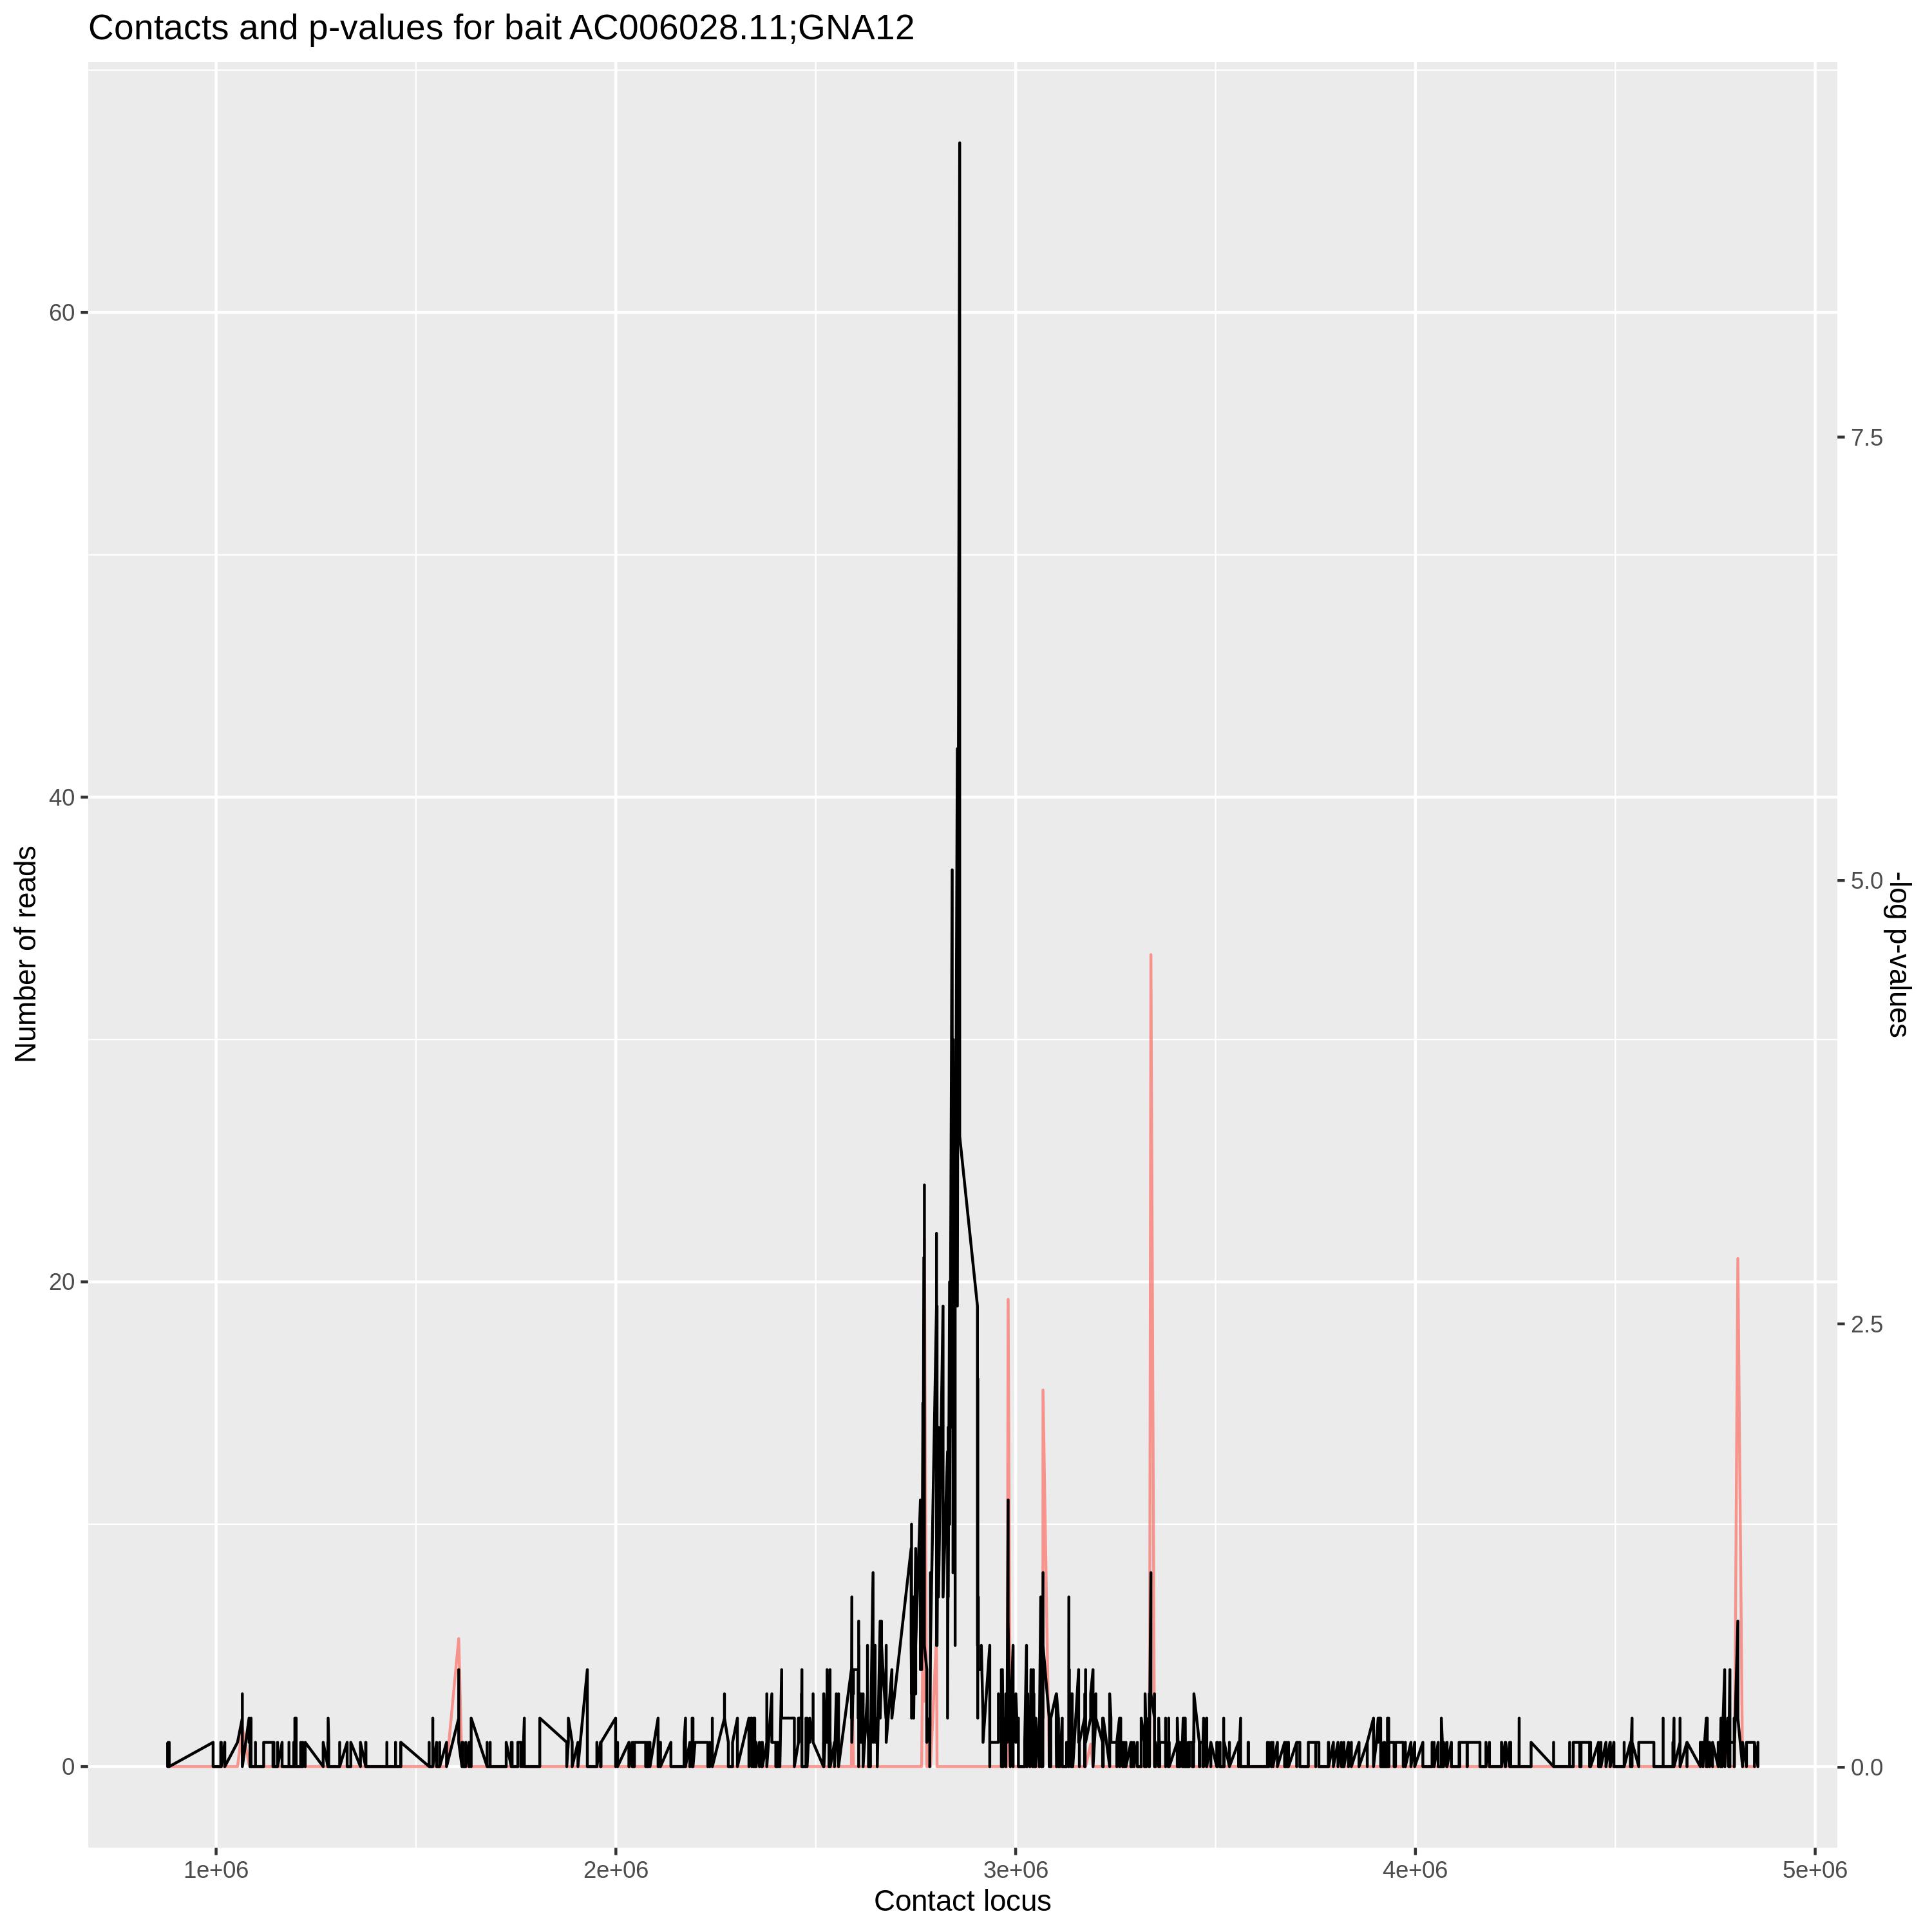 Contacts and p-values for bait AC006028.11;GNA12
60
40
20
0
Number of reads
7.5
5.0
2.5
0.0
-log p-values
1e+06
2e+06
3e+06
4e+06
5e+06
Contact locus